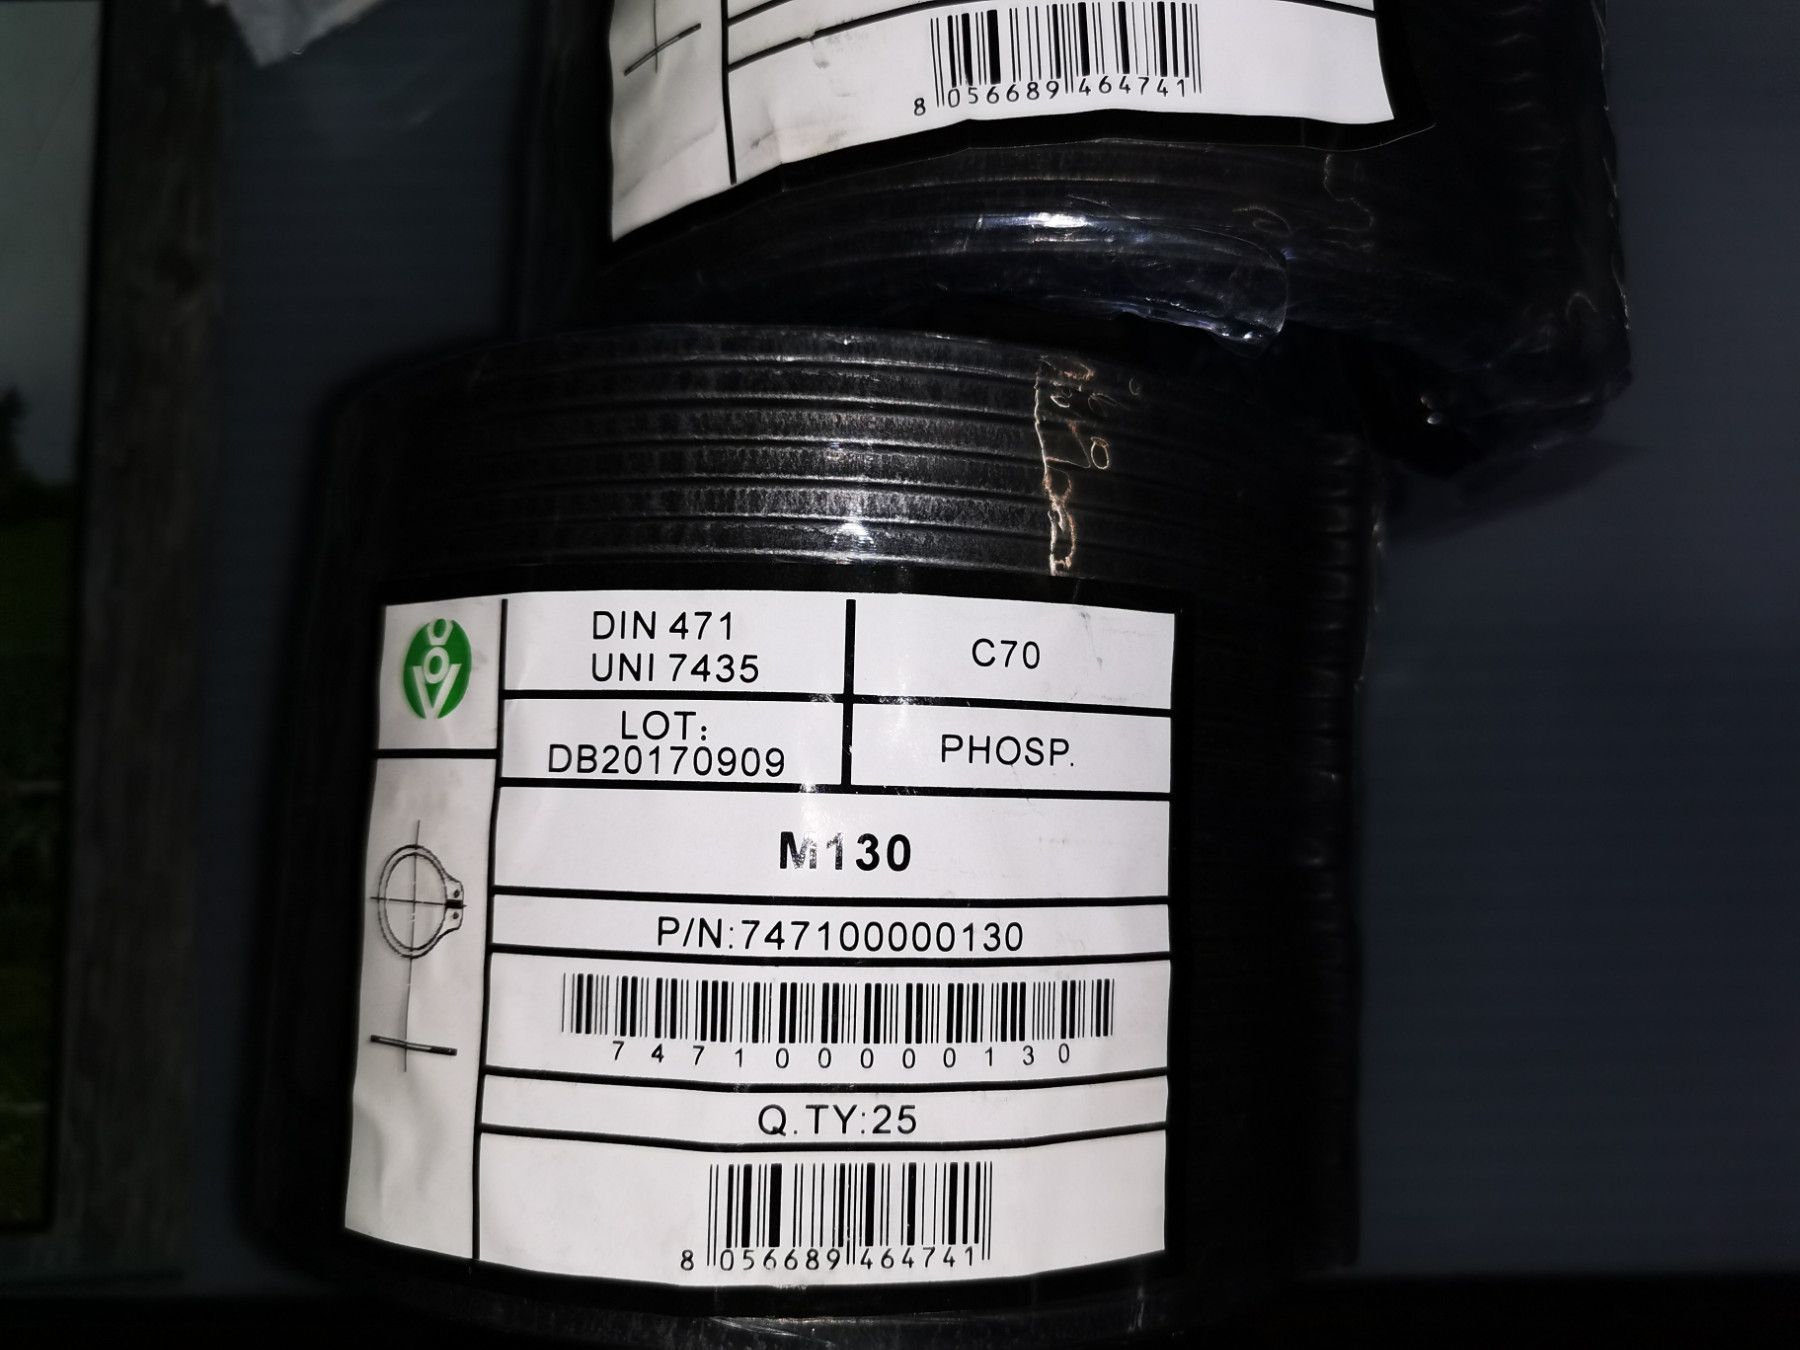 8 056689 464741
DIN 471
UNI 7435
C70
LOT:
DB20170909
PHOSP.
M130
P/N:747100000130
747100000130
Q.TY:25
8 056689 464741